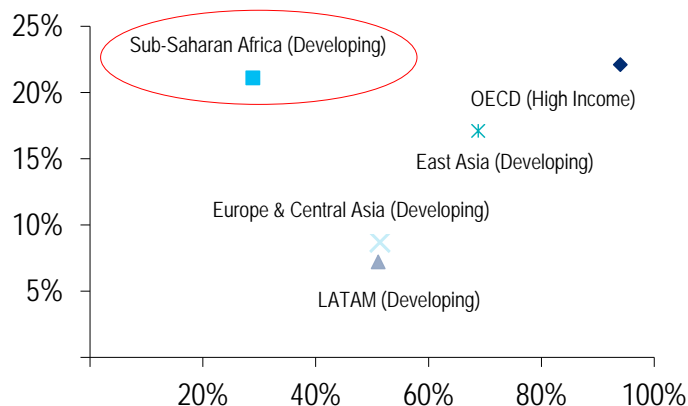 25%
Sub-Saharan Africa (Developing)
20%
OECD (High Income)
East Asia (Developing)
15%
Europe & Central Asia (Developing)
10%
5%
LATAM (Developing)
20% 40% 60% 80% 100%